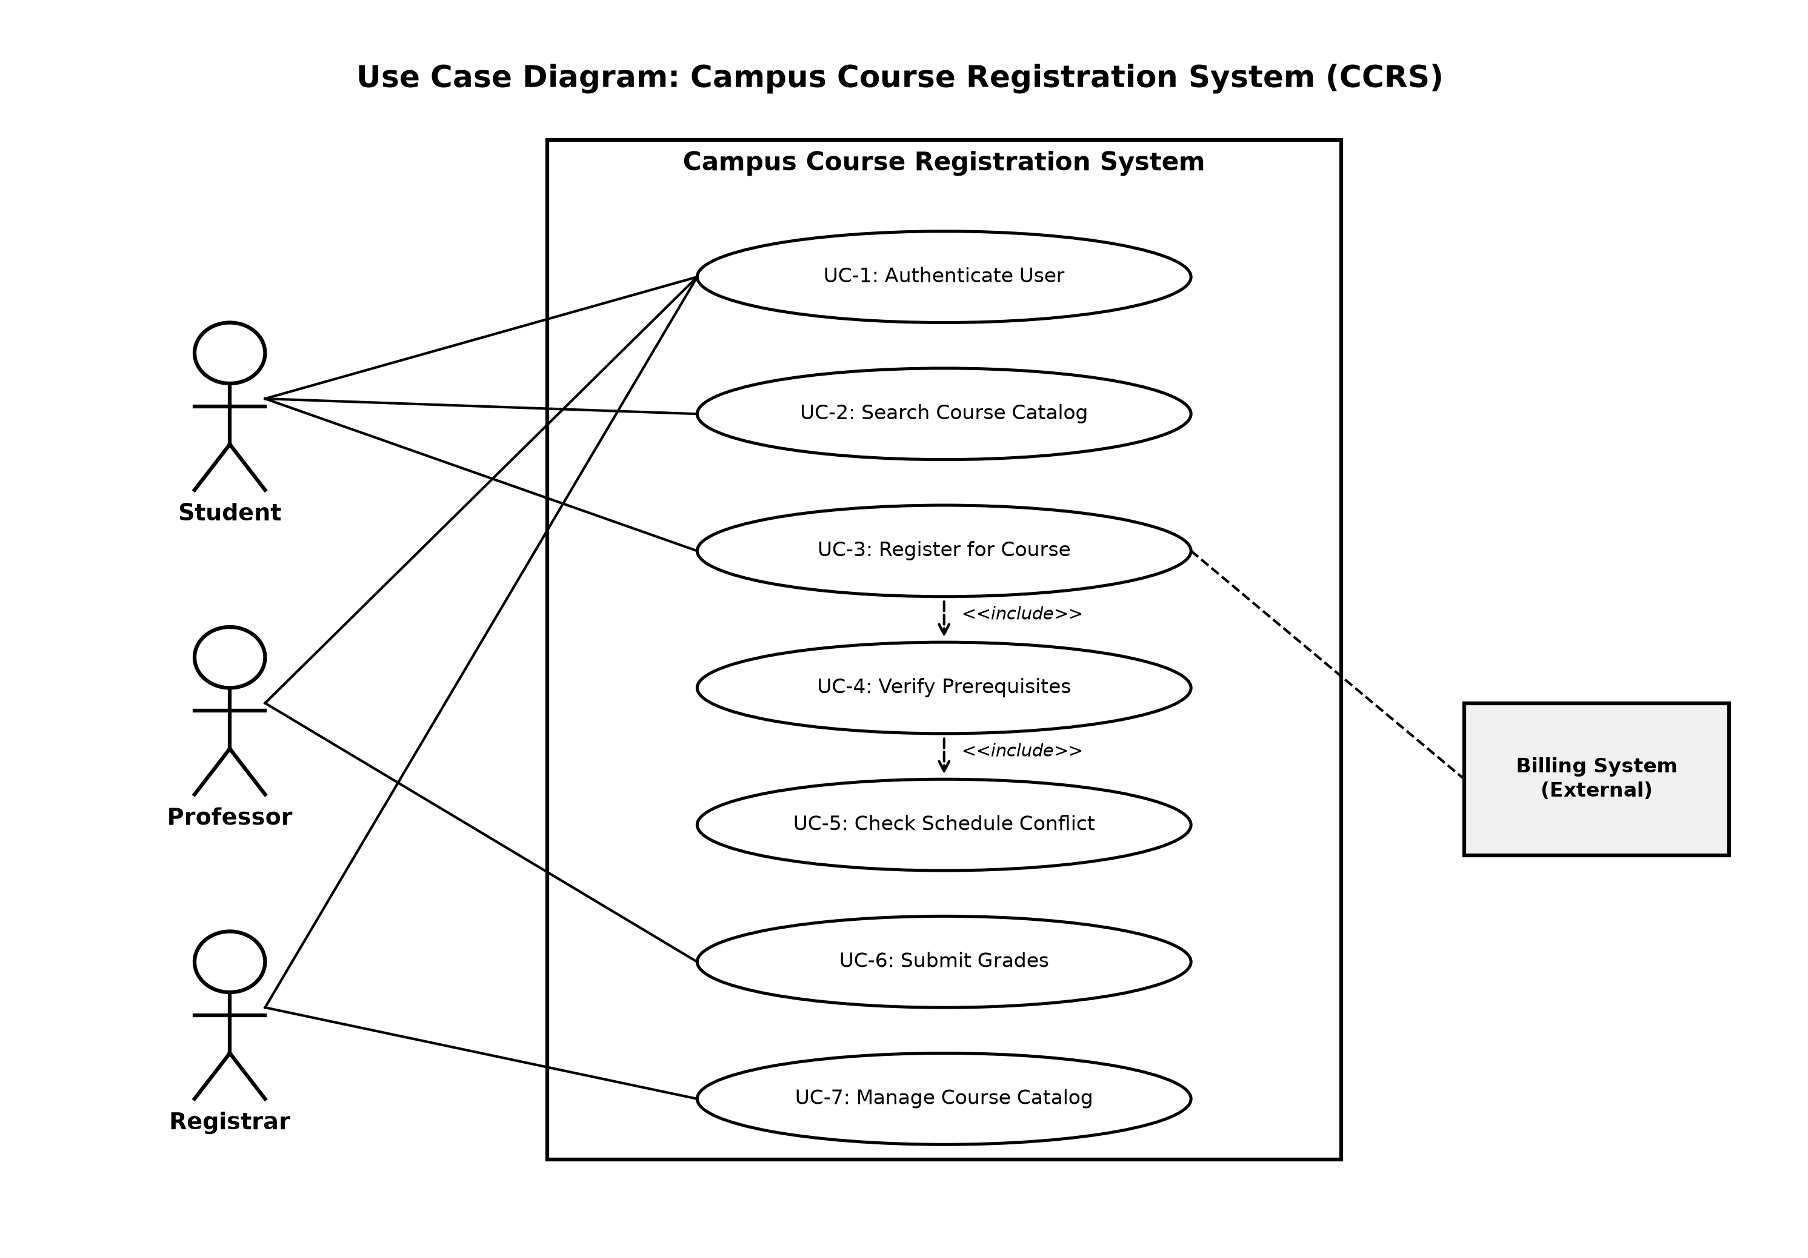 Use Case Diagram: Campus Course Registration System (CCRS)
Campus Course Registration System
UC-1: Authenticate User
UC-2: Search Course Catalog
Student
UC-3: Register for Course
<<include>>
UC-4: Verify Prerequisites
<<include>>
Billing System
(External)
Professor
UC-5: Check Schedule Conflict
UC-6: Submit Grades
UC-7: Manage Course Catalog
Registrar